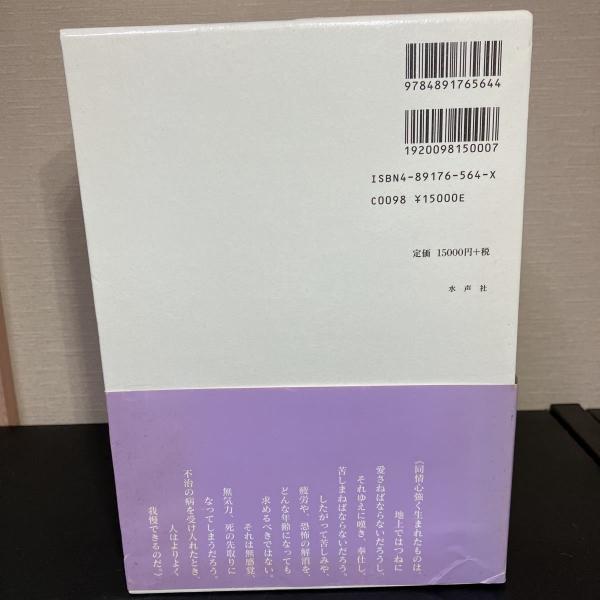 9784891765644
1920098150007
ISBN4-89176-564-X
C0098 ¥15000E
定価 15000円+税
水声社
《同情心強く生まれたものは、
地上ではつねに
愛さねばならないだろうし、
それゆえに嘆き、奉仕し、
苦しまねばならないだろう。
したがって苦しみや、
疲労や、恐怖の解消を、
どんな年齢になっても
求めるべきではない。
それは無感覚、
無気力、死の先取りに
なってしまうだろう。
不治の病を受け入れたとき、
人はよりよく
我慢できるのだ。》